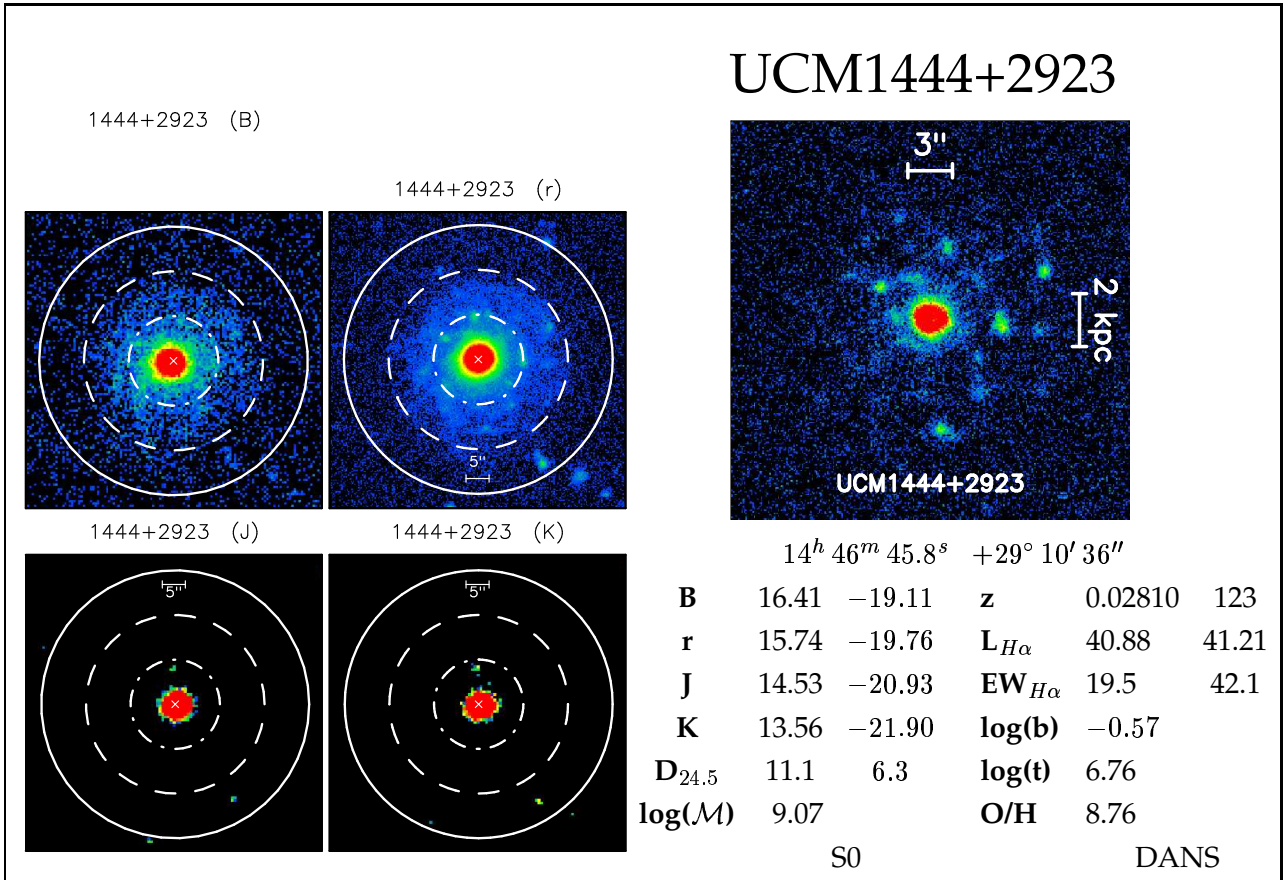 UCM1444+2923
1444+2923 (B)
1444+2923 (r)
3"
2 kpc
5"
UCM1444+2923
1444+2923 (J)
1444+2923 (K)
5"
5"
14h 46m 45.8s +29° 10′ 36″
B 16.41 −19.11 z 0.02810 123
r 15.74 −19.76 LHα 40.88 41.21
J 14.53 −20.93 EWHα 19.5 42.1
K 13.56 −21.90 log(b) −0.57
D24.5 11.1 6.3 log(t) 6.76
log(ℳ) 9.07 O/H 8.76
S0 DANS